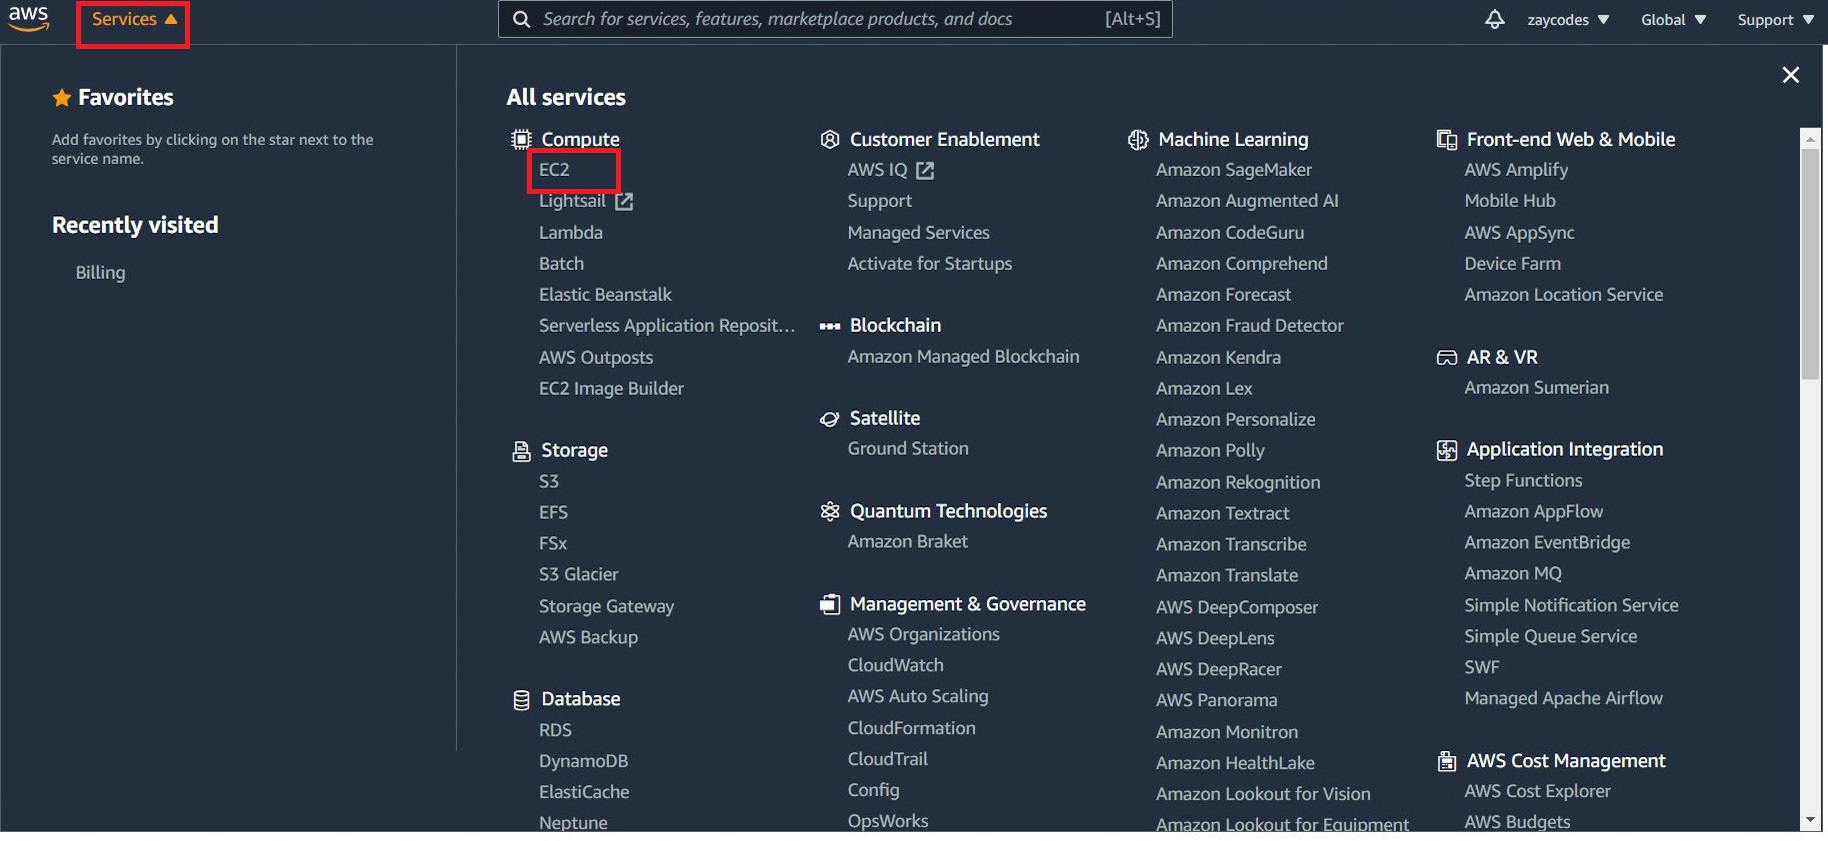 aws
Services
Search for services, features, marketplace products, and docs
[Alt+S]
zaycodes
Global
Support
Favorites
Add favorites by clicking on the star next to the
service name.
Recently visited
Billing
All services
Compute
EC2
Lightsail
Lambda
Batch
Elastic Beanstalk
Serverless Application Reposit...
AWS Outposts
EC2 Image Builder
Storage
S3
EFS
FSx
S3 Glacier
Storage Gateway
AWS Backup
Database
RDS
DynamoDB
ElastiCache
Neptune
Customer Enablement
AWS IQ
Support
Managed Services
Activate for Startups
Blockchain
Amazon Managed Blockchain
Satellite
Ground Station
Quantum Technologies
Amazon Braket
Management & Governance
AWS Organizations
CloudWatch
AWS Auto Scaling
CloudFormation
CloudTrail
Config
OpsWorks
Machine Learning
Amazon SageMaker
Amazon Augmented AI
Amazon CodeGuru
Amazon Comprehend
Amazon Forecast
Amazon Fraud Detector
Amazon Kendra
Amazon Lex
Amazon Personalize
Amazon Polly
Amazon Rekognition
Amazon Textract
Amazon Transcribe
Amazon Translate
AWS DeepComposer
AWS DeepLens
AWS DeepRacer
AWS Panorama
Amazon Monitron
Amazon HealthLake
Amazon Lookout for Vision
Amazon Lookout for Equipment
Front-end Web & Mobile
AWS Amplify
Mobile Hub
AWS AppSync
Device Farm
Amazon Location Service
AR & VR
Amazon Sumerian
Application Integration
Step Functions
Amazon AppFlow
Amazon EventBridge
Amazon MQ
Simple Notification Service
Simple Queue Service
SWF
Managed Apache Airflow
AWS Cost Management
AWS Cost Explorer
AWS Budgets